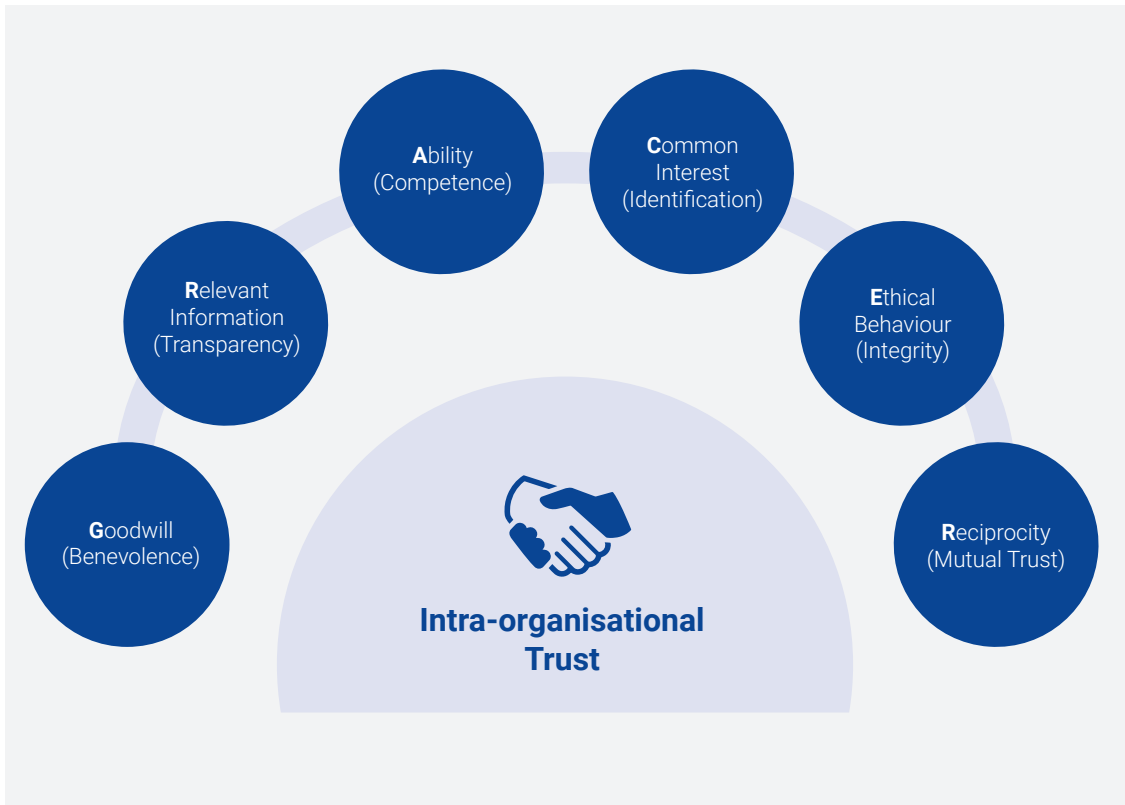 Goodwill
(Benevolence)
Relevant
Information
(Transparency)
Ability
(Competence)
Common
Interest
(Identification)
Ethical
Behaviour
(Integrity)
Reciprocity
(Mutual Trust)
Intra-organisational
Trust